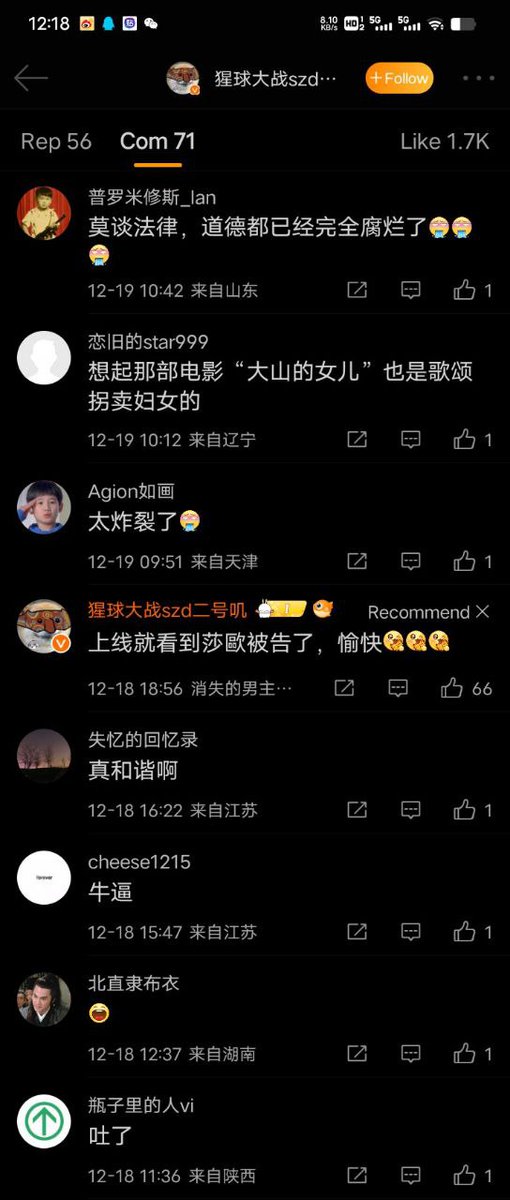 12:18
8.10 KB/s HD 1 2 5G 5G
猩球大战szd… +Follow
Rep 56 Com 71 Like 1.7K
普罗米修斯_lan
莫谈法律，道德都已经完全腐烂了
12-19 10:42 来自山东 1
恋旧的star999
想起那部电影“大山的女儿”也是歌颂
拐卖妇女的
12-19 10:12 来自辽宁 1
Agion如画
太炸裂了
12-19 09:51 来自天津 1
猩球大战szd二号叽 Recommend
上线就看到莎歐被告了，愉快
12-18 18:56 消失的男主… 66
失忆的回忆录
真和谐啊
12-18 16:22 来自江苏 1
forever
cheese1215
牛逼
12-18 15:47 来自江苏 1
北直隶布衣
12-18 12:37 来自湖南 1
瓶子里的人vi
吐了
12-18 11:36 来自陕西 1